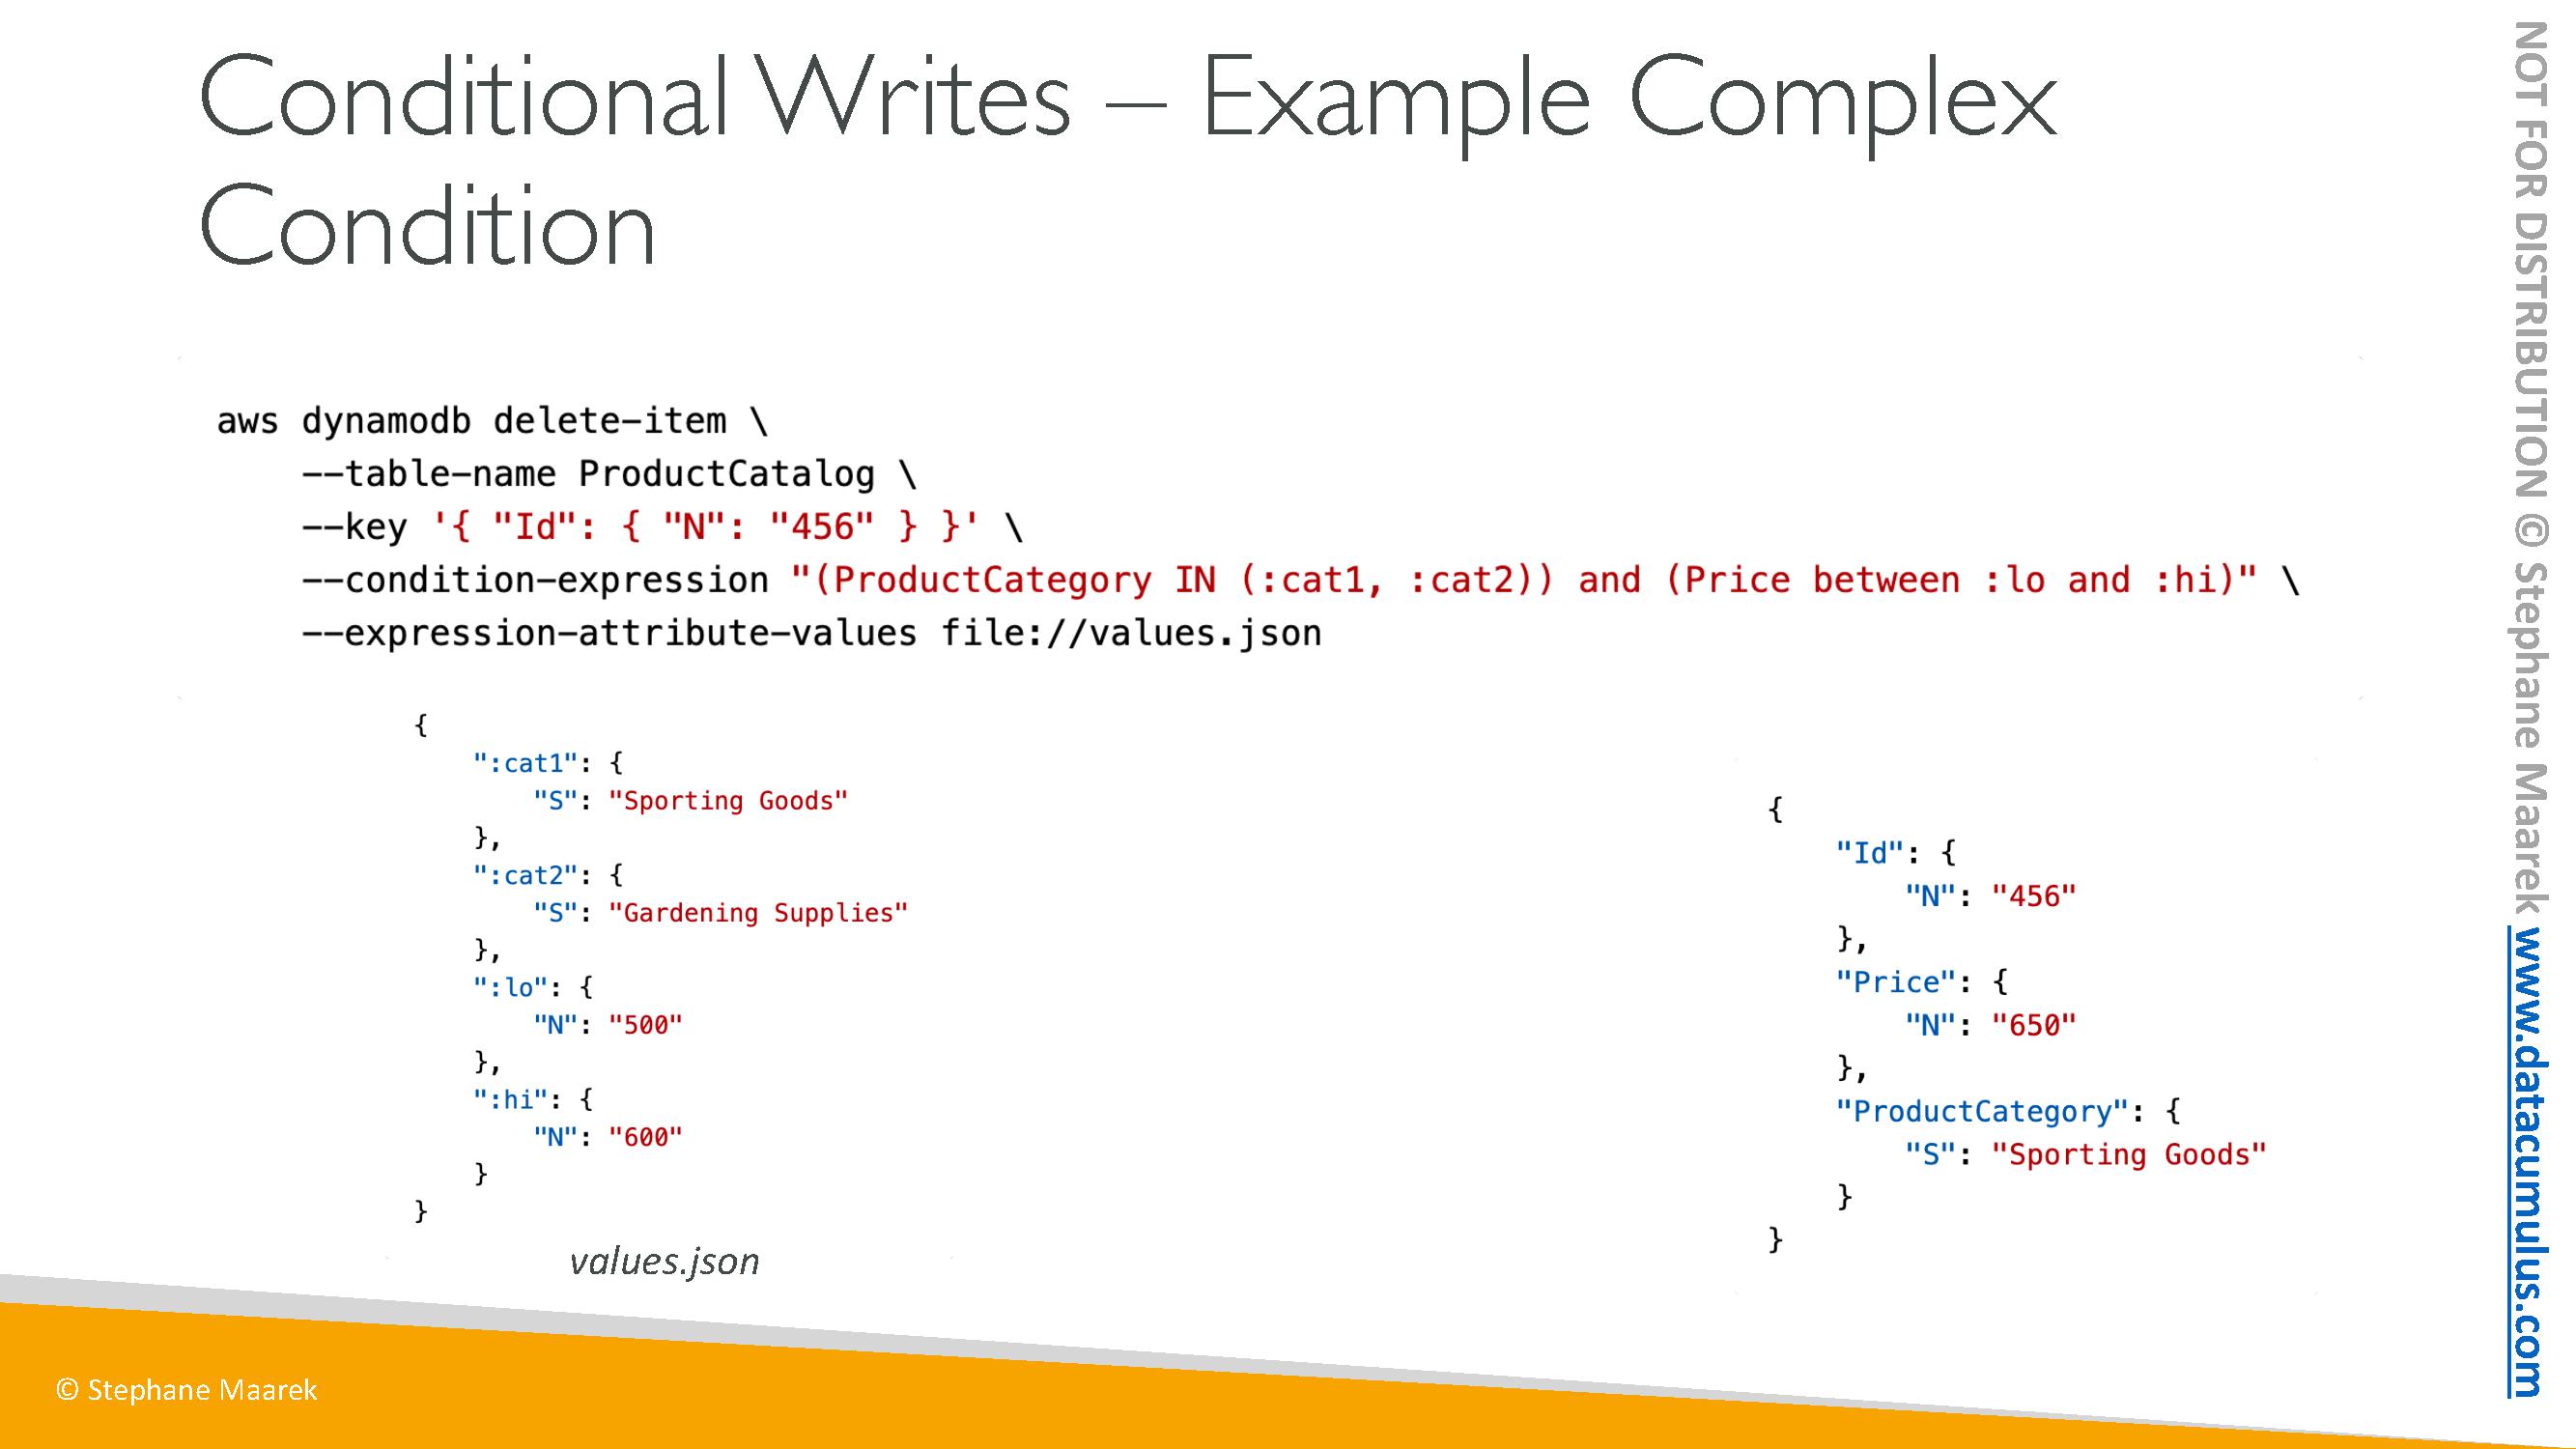 Conditional Writes – Example Complex
Condition
aws dynamodb delete-item \
    --table-name ProductCatalog \
    --key '{ "Id": { "N": "456" } }' \
    --condition-expression "(ProductCategory IN (:cat1, :cat2)) and (Price between :lo and :hi)" \
    --expression-attribute-values file://values.json
{
    ":cat1": {
        "S": "Sporting Goods"
    },
    ":cat2": {
        "S": "Gardening Supplies"
    },
    ":lo": {
        "N": "500"
    },
    ":hi": {
        "N": "600"
    }
}
values.json
{
    "Id": {
        "N": "456"
    },
    "Price": {
        "N": "650"
    },
    "ProductCategory": {
        "S": "Sporting Goods"
    }
}
© Stephane Maarek
NOT FOR DISTRIBUTION © Stephane Maarek www.datacumulus.com